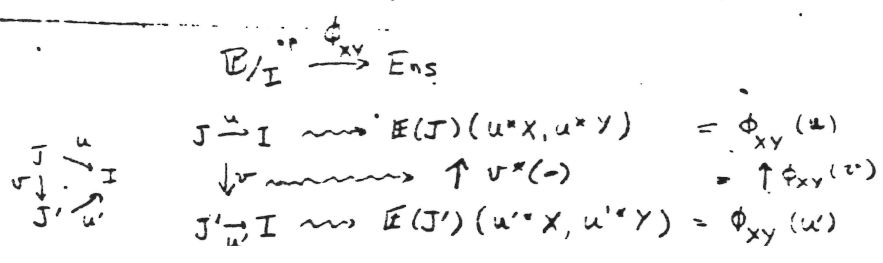 𝔹/I^op —Φ_XY→ Ens
J —u→ I ⇝ 𝔼(J)(u*X, u*Y) = Φ_XY(u)
J —u→ I, v↓, J' —u'→ I    ↓v ⇝ ↑ v*(-) = ↑ Φ_XY(v)
J' —u'→ I ⇝ 𝔼(J')(u'*X, u'*Y) = Φ_XY(u')